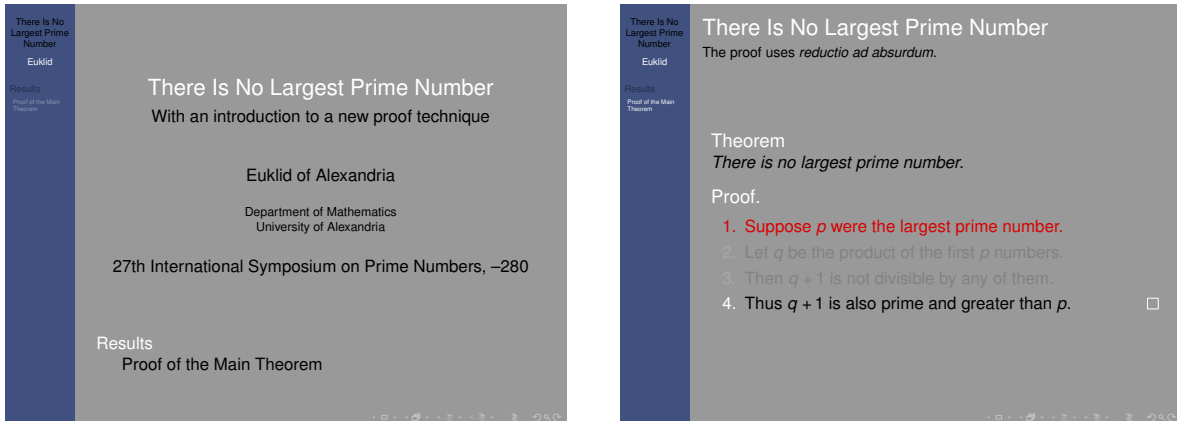 There Is No
Largest Prime
Number
Euklid
Results
Proof of the Main
Theorem
There Is No Largest Prime Number
With an introduction to a new proof technique
Euklid of Alexandria
Department of Mathematics
University of Alexandria
27th International Symposium on Prime Numbers, –280
Results
Proof of the Main Theorem
There Is No
Largest Prime
Number
Euklid
Results
Proof of the Main
Theorem
There Is No Largest Prime Number
The proof uses reductio ad absurdum.
Theorem
There is no largest prime number.
Proof.
1. Suppose p were the largest prime number.
2. Let q be the product of the first p numbers.
3. Then q + 1 is not divisible by any of them.
4. Thus q + 1 is also prime and greater than p. □